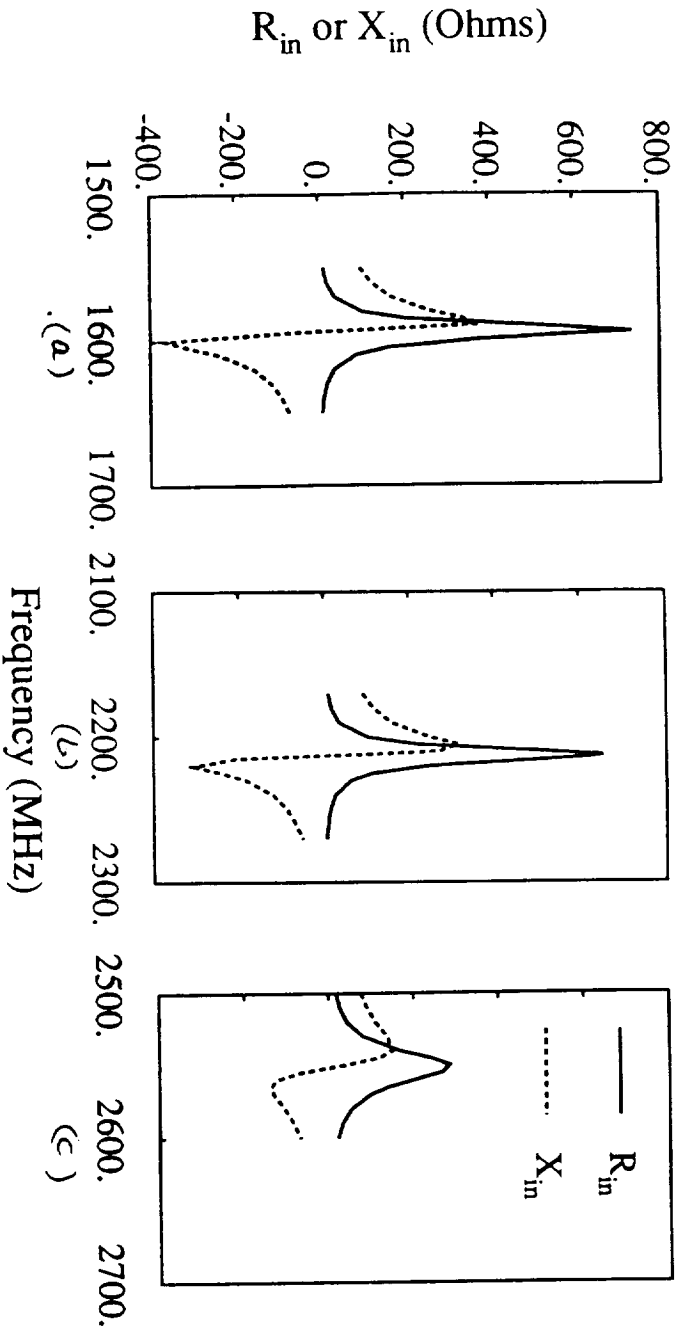 R_in or X_in (Ohms)
800.
600.
400.
200.
.0
-200.
-400.
1500. 1600. 1700. 2100. 2200. 2300. 2500. 2600. 2700.
.(a) (b) (c)
Frequency (MHz)
R_in
X_in